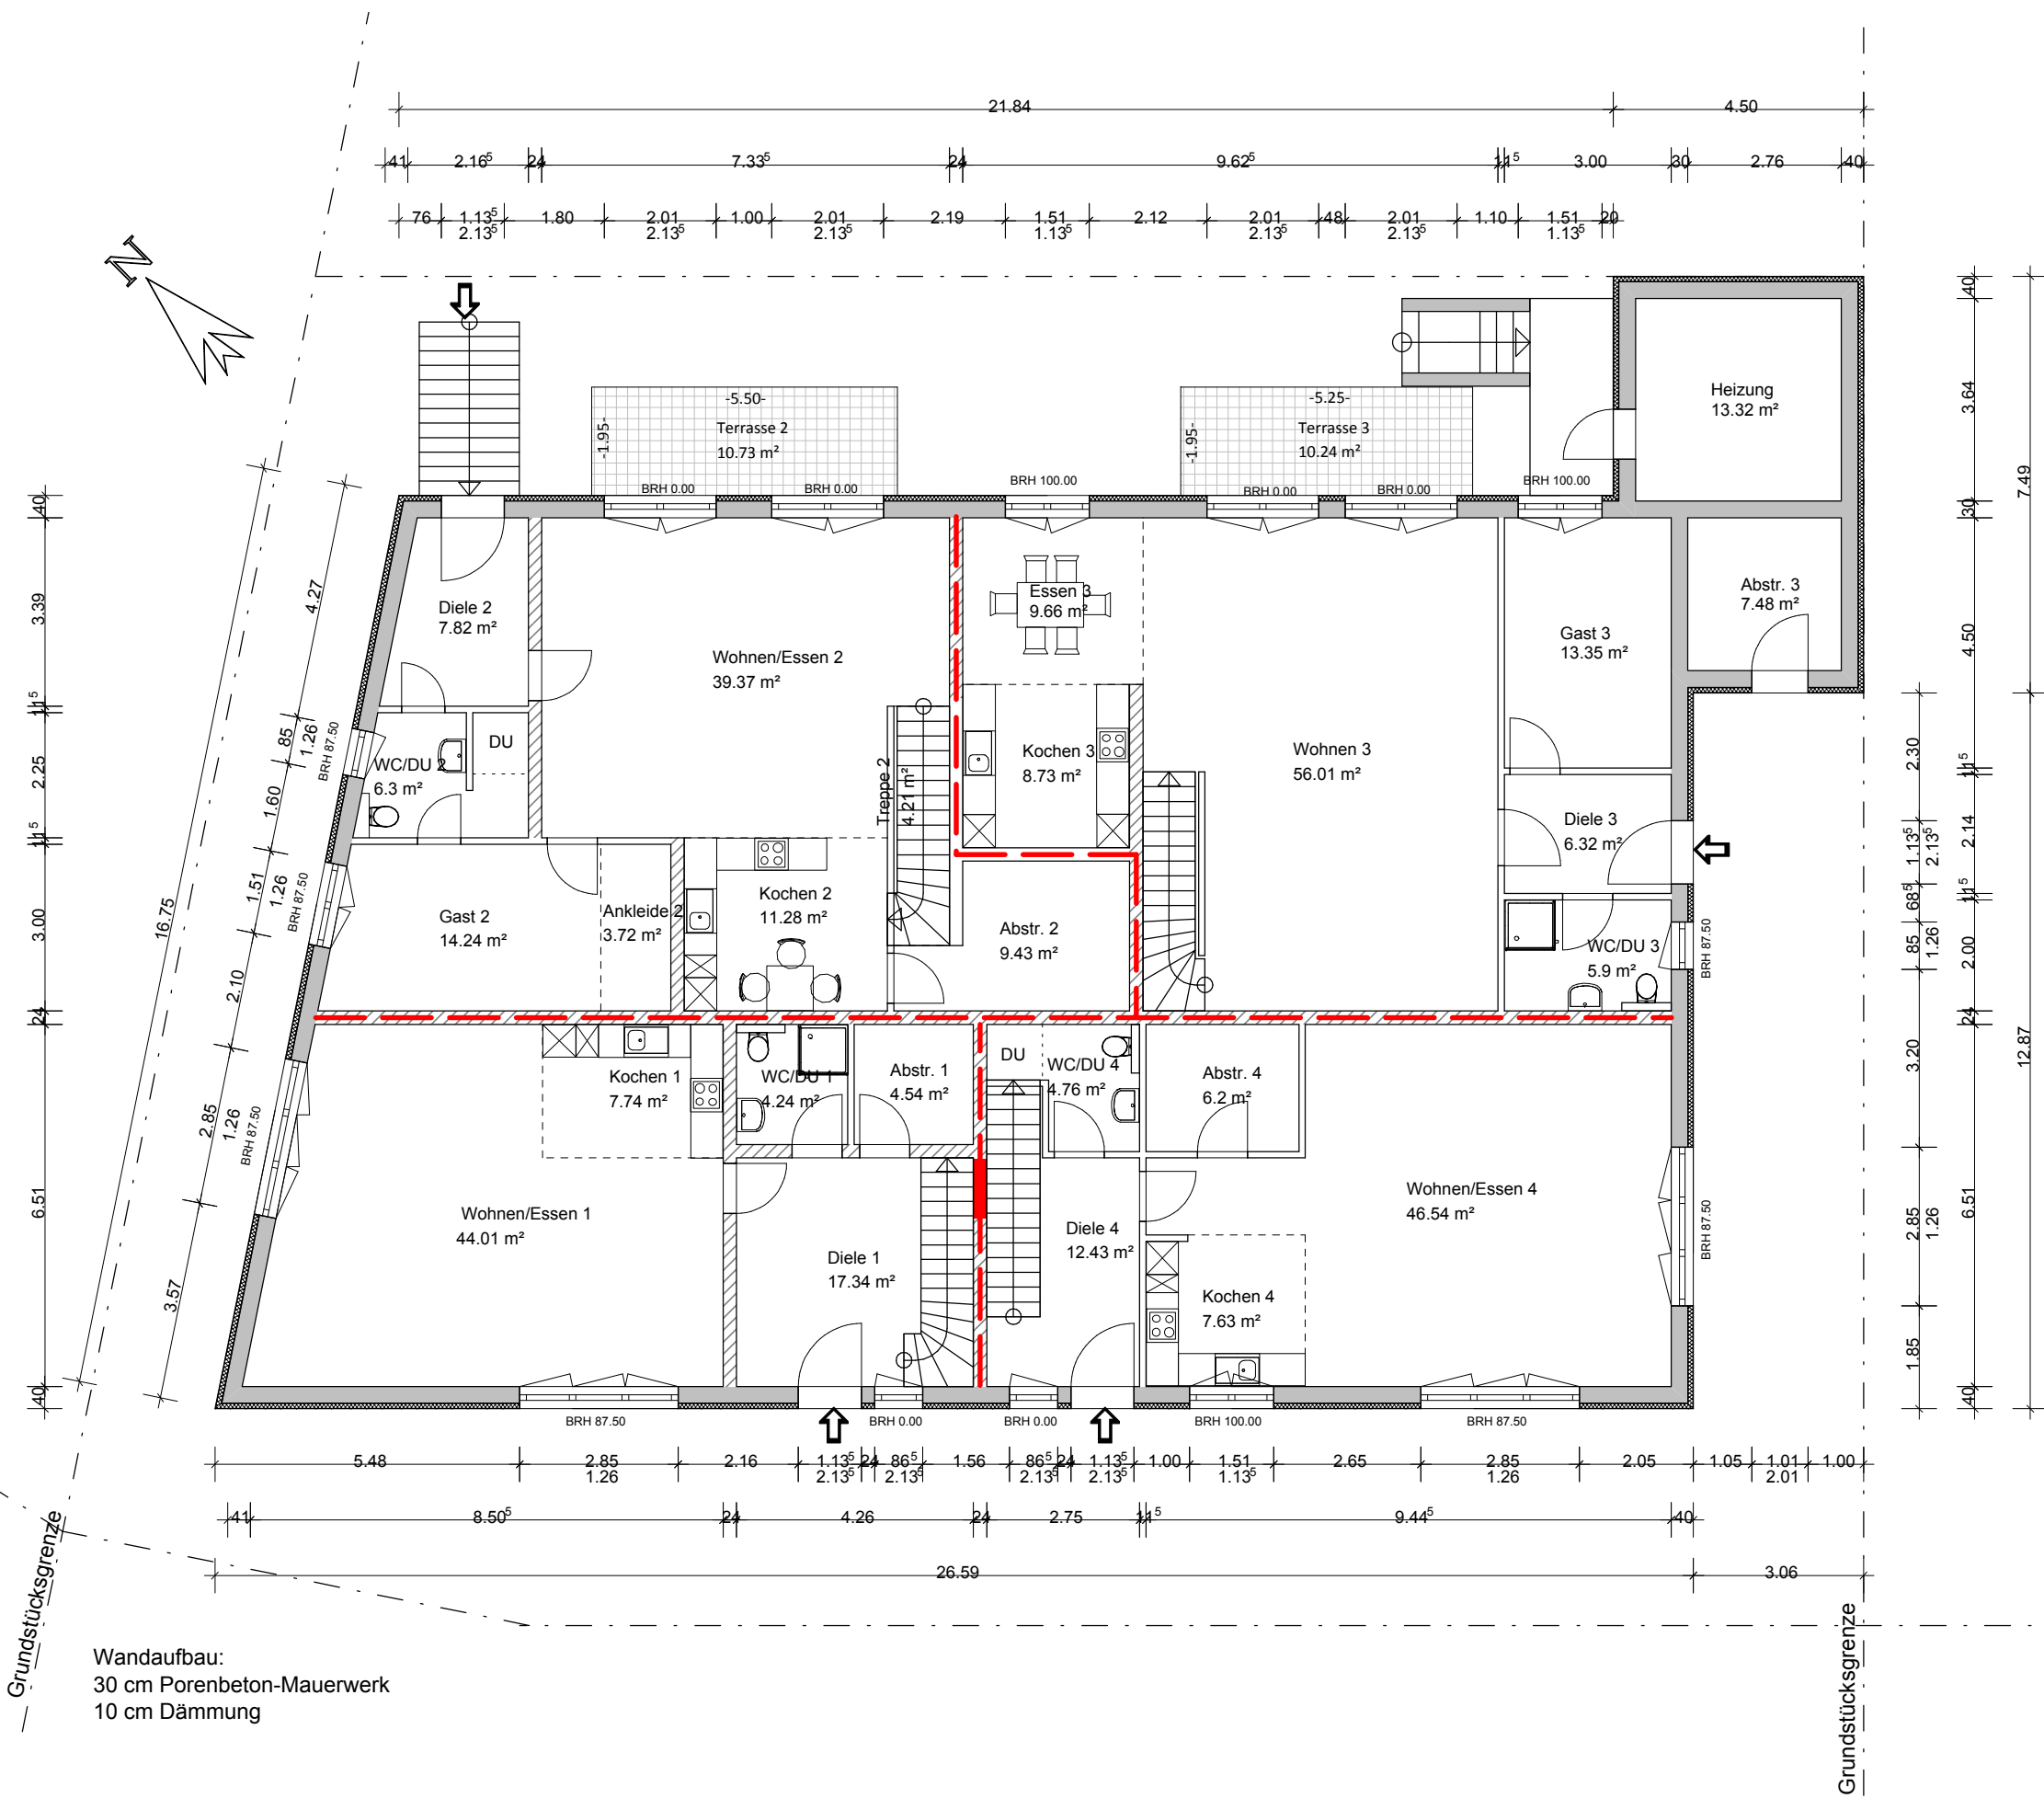 21.84
4.50
41
2.16⁵
24
7.33⁵
24
9.62⁵
11⁵
3.00
30
2.76
40
76
1.13⁵
2.13⁵
1.80
2.01
2.13⁵
1.00
2.01
2.13⁵
2.19
1.51
1.13⁵
2.12
2.01
2.13⁵
48
2.01
2.13⁵
1.10
1.51
1.13⁵
20
N
40
3.39
11⁵
2.25
11⁵
3.00
24
6.51
40
16.75
4.27
85
1.26
BRH 87.50
1.60
1.51
1.26
BRH 87.50
2.10
2.85
1.26
BRH 87.50
3.57
-5.50-
-1.95-
Terrasse 2
10.73 m²
BRH 0.00
BRH 0.00
BRH 100.00
-5.25-
-1.95-
Terrasse 3
10.24 m²
BRH 0.00
BRH 0.00
BRH 100.00
Heizung
13.32 m²
Diele 2
7.82 m²
Wohnen/Essen 2
39.37 m²
Essen 3
9.66 m²
Gast 3
13.35 m²
Abstr. 3
7.48 m²
WC/DU 2
6.3 m²
DU
Treppe 2
4.21 m²
Kochen 3
8.73 m²
Wohnen 3
56.01 m²
Diele 3
6.32 m²
Gast 2
14.24 m²
Ankleide 2
3.72 m²
Kochen 2
11.28 m²
Abstr. 2
9.43 m²
WC/DU 3
5.9 m²
Kochen 1
7.74 m²
WC/DU 1
4.24 m²
Abstr. 1
4.54 m²
DU
WC/DU 4
4.76 m²
Abstr. 4
6.2 m²
Wohnen/Essen 1
44.01 m²
Diele 1
17.34 m²
Diele 4
12.43 m²
Wohnen/Essen 4
46.54 m²
Kochen 4
7.63 m²
BRH 87.50
BRH 87.50
2.30
1.13⁵
2.13⁵
68⁵
85
1.26
3.20
2.85
1.26
1.85
40
3.64
30
4.50
11⁵
2.14
11⁵
2.00
24
6.51
40
7.49
12.87
BRH 87.50
BRH 0.00
BRH 0.00
BRH 100.00
BRH 87.50
5.48
2.85
1.26
2.16
1.13⁵
2.13⁵
24
86⁵
2.13⁵
1.56
86⁵
2.13⁵
24
1.13⁵
2.13⁵
1.00
1.51
1.13⁵
2.65
2.85
1.26
2.05
1.05
1.01
2.01
1.00
41
8.50⁵
24
4.26
24
2.75
11⁵
9.44⁵
40
26.59
3.06
Grundstücksgrenze
Grundstücksgrenze
Wandaufbau:
30 cm Porenbeton-Mauerwerk
10 cm Dämmung